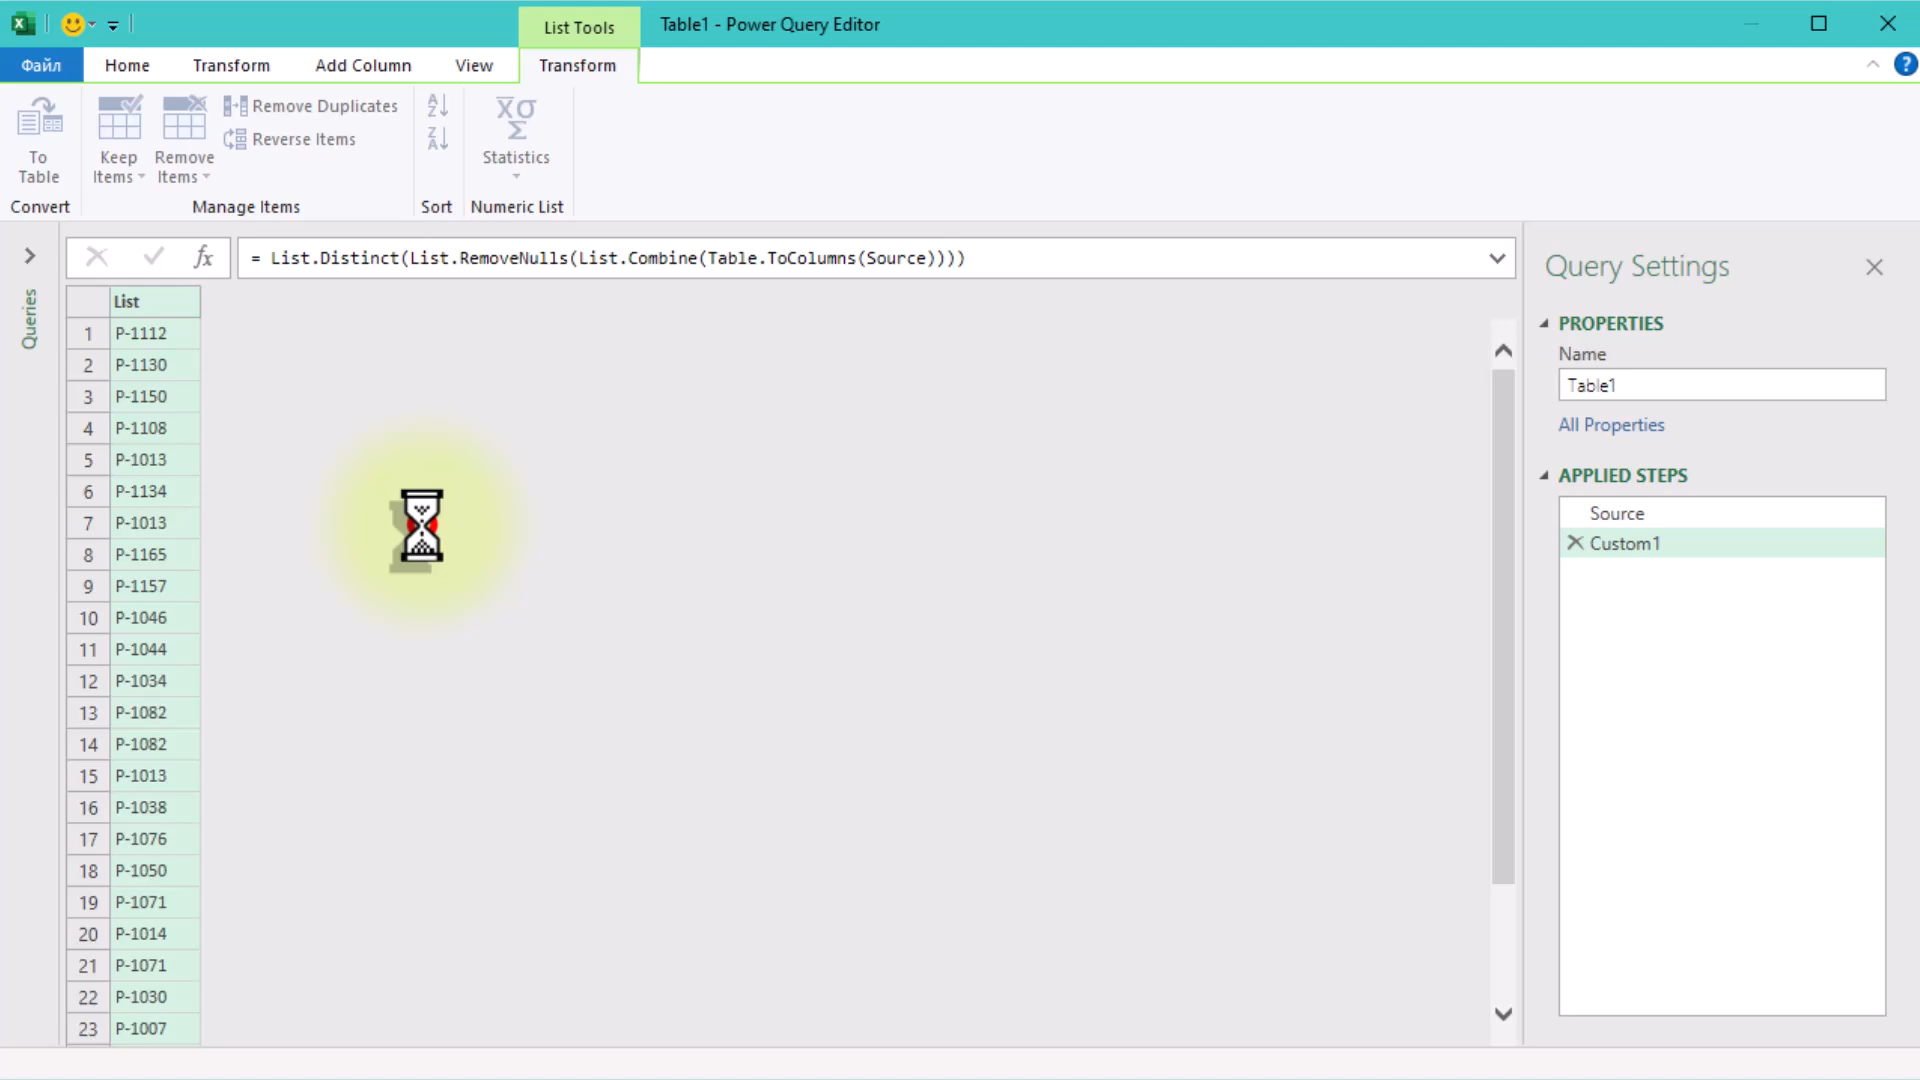 List Tools
Table1 - Power Query Editor
Файл
Home
Transform
Add Column
View
Transform
?
To
Table
Keep
Items
Remove
Items
Remove Duplicates
Reverse Items
A
Z
Z
A
X̅σ
Σ
Statistics
Convert
Manage Items
Sort
Numeric List
fx
= List.Distinct(List.RemoveNulls(List.Combine(Table.ToColumns(Source))))
Queries
List
1 P-1112
2 P-1130
3 P-1150
4 P-1108
5 P-1013
6 P-1134
7 P-1013
8 P-1165
9 P-1157
10 P-1046
11 P-1044
12 P-1034
13 P-1082
14 P-1082
15 P-1013
16 P-1038
17 P-1076
18 P-1050
19 P-1071
20 P-1014
21 P-1071
22 P-1030
23 P-1007
Query Settings
PROPERTIES
Name
Table1
All Properties
APPLIED STEPS
Source
Custom1